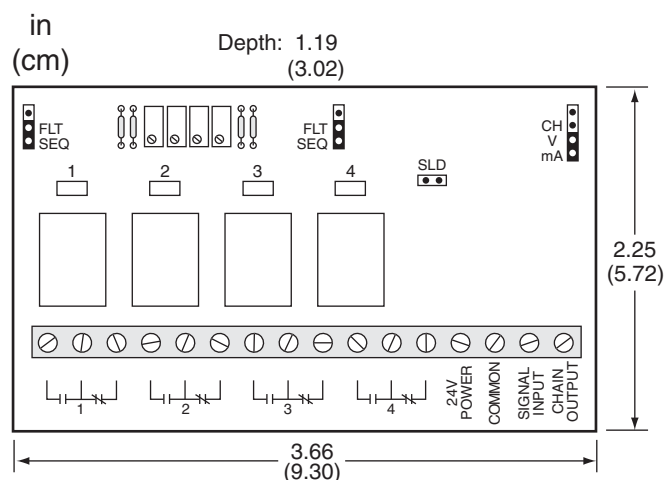 in
(cm)
Depth: 1.19
(3.02)
FLT
SEQ
FLT
SEQ
CH
V
mA
SLD
1 2 3 4
2.25
(5.72)
1 2 3 4
24V
POWER
COMMON
SIGNAL
INPUT
CHAIN
OUTPUT
3.66
(9.30)